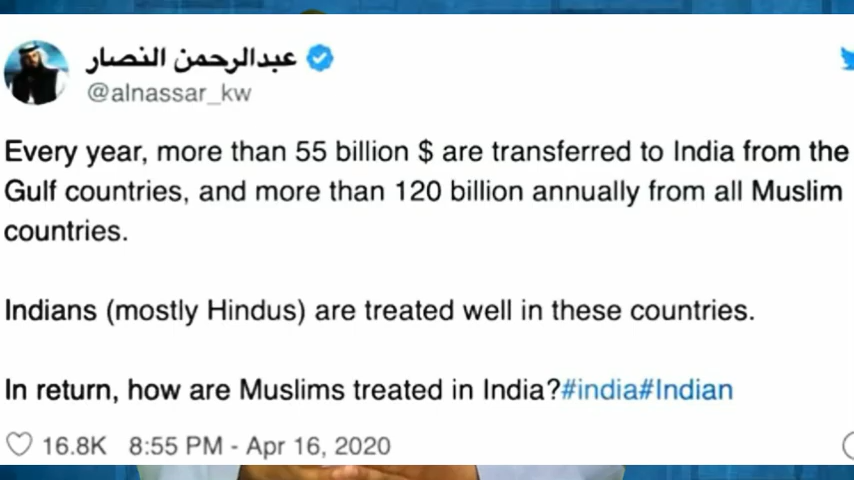 عبدالرحمن النصار
@alnassar_kw
Every year, more than 55 billion $ are transferred to India from the
Gulf countries, and more than 120 billion annually from all Muslim
countries.
Indians (mostly Hindus) are treated well in these countries.
In return, how are Muslims treated in India?#india#Indian
16.8K 8:55 PM - Apr 16, 2020